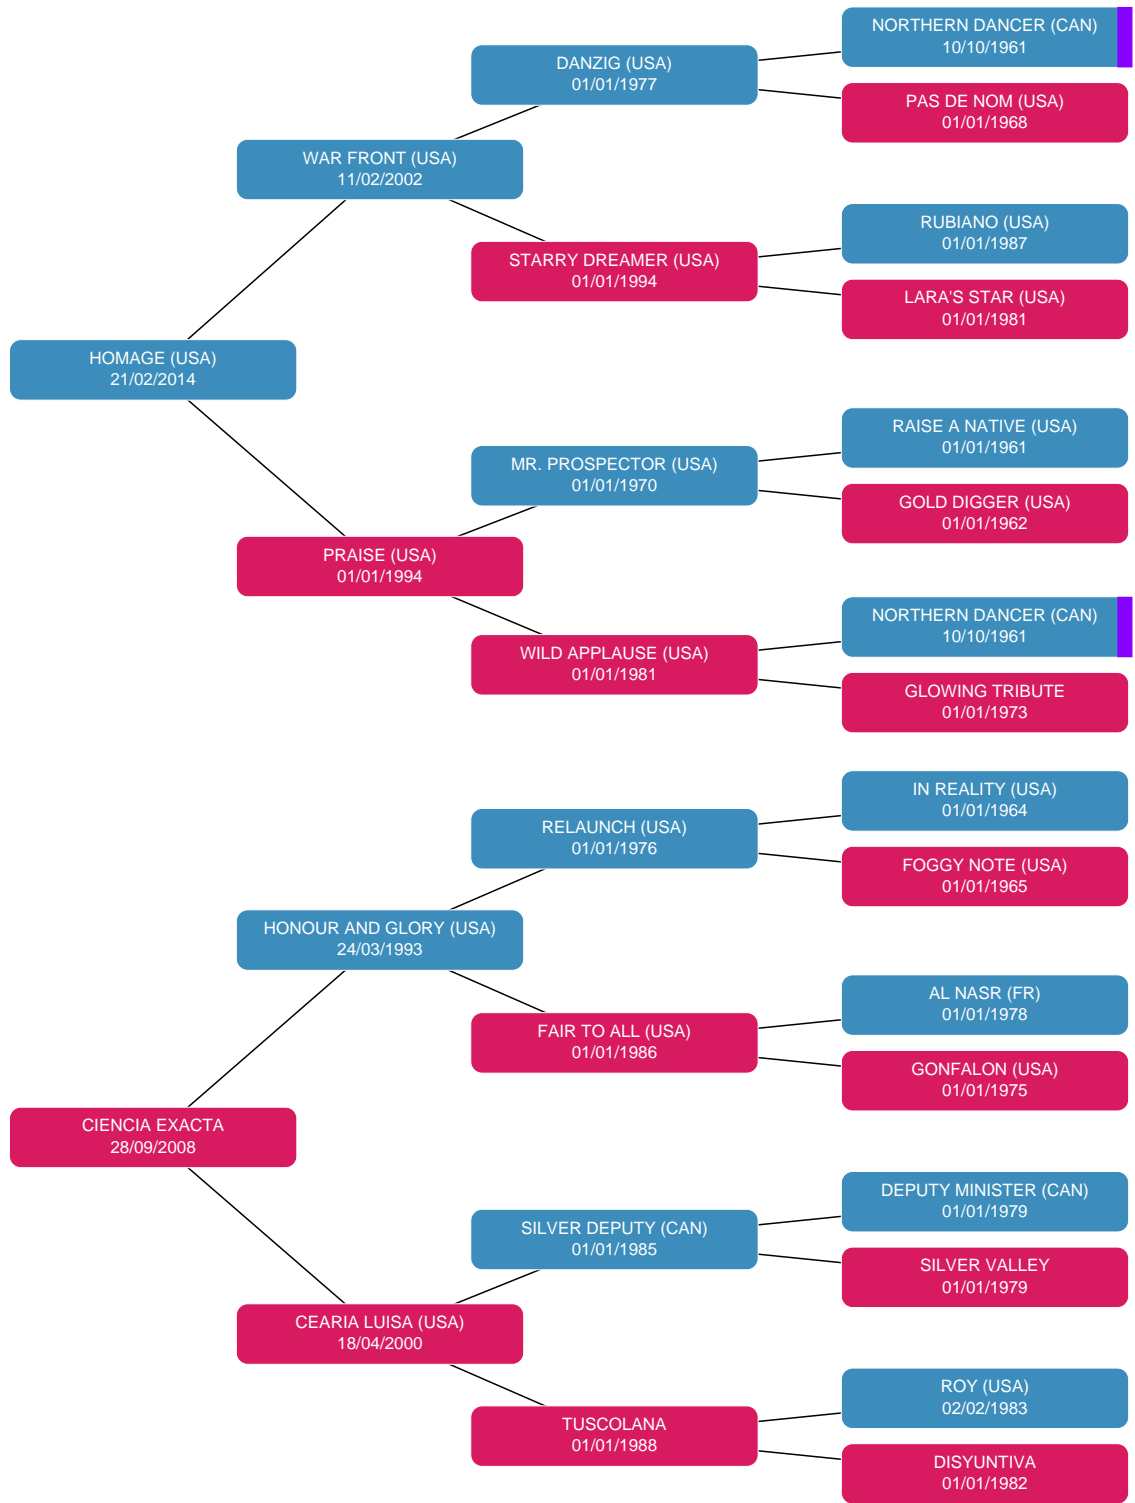 NORTHERN DANCER (CAN)
10/10/1961
DANZIG (USA)
01/01/1977
PAS DE NOM (USA)
01/01/1968
WAR FRONT (USA)
11/02/2002
RUBIANO (USA)
01/01/1987
STARRY DREAMER (USA)
01/01/1994
LARA'S STAR (USA)
01/01/1981
HOMAGE (USA)
21/02/2014
RAISE A NATIVE (USA)
01/01/1961
MR. PROSPECTOR (USA)
01/01/1970
GOLD DIGGER (USA)
01/01/1962
PRAISE (USA)
01/01/1994
NORTHERN DANCER (CAN)
10/10/1961
WILD APPLAUSE (USA)
01/01/1981
GLOWING TRIBUTE
01/01/1973
IN REALITY (USA)
01/01/1964
RELAUNCH (USA)
01/01/1976
FOGGY NOTE (USA)
01/01/1965
HONOUR AND GLORY (USA)
24/03/1993
AL NASR (FR)
01/01/1978
FAIR TO ALL (USA)
01/01/1986
GONFALON (USA)
01/01/1975
CIENCIA EXACTA
28/09/2008
DEPUTY MINISTER (CAN)
01/01/1979
SILVER DEPUTY (CAN)
01/01/1985
SILVER VALLEY
01/01/1979
CEARIA LUISA (USA)
18/04/2000
ROY (USA)
02/02/1983
TUSCOLANA
01/01/1988
DISYUNTIVA
01/01/1982